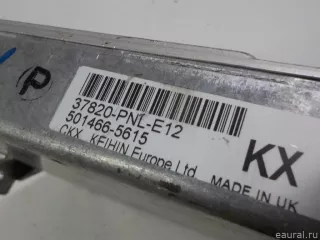 P
37820-PNL-E12
501466-5615
CKX KEIHIN Europe Ltd.
KX
MADE IN UK
eaural.ru